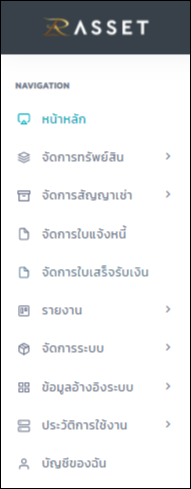 R ASSET
NAVIGATION
หน้าหลัก
จัดการทรัพย์สิน
จัดการสัญญาเช่า
จัดการใบแจ้งหนี้
จัดการใบเสร็จรับเงิน
รายงาน
จัดการระบบ
ข้อมูลอ้างอิงระบบ
ประวัติการใช้งาน
บัญชีของฉัน